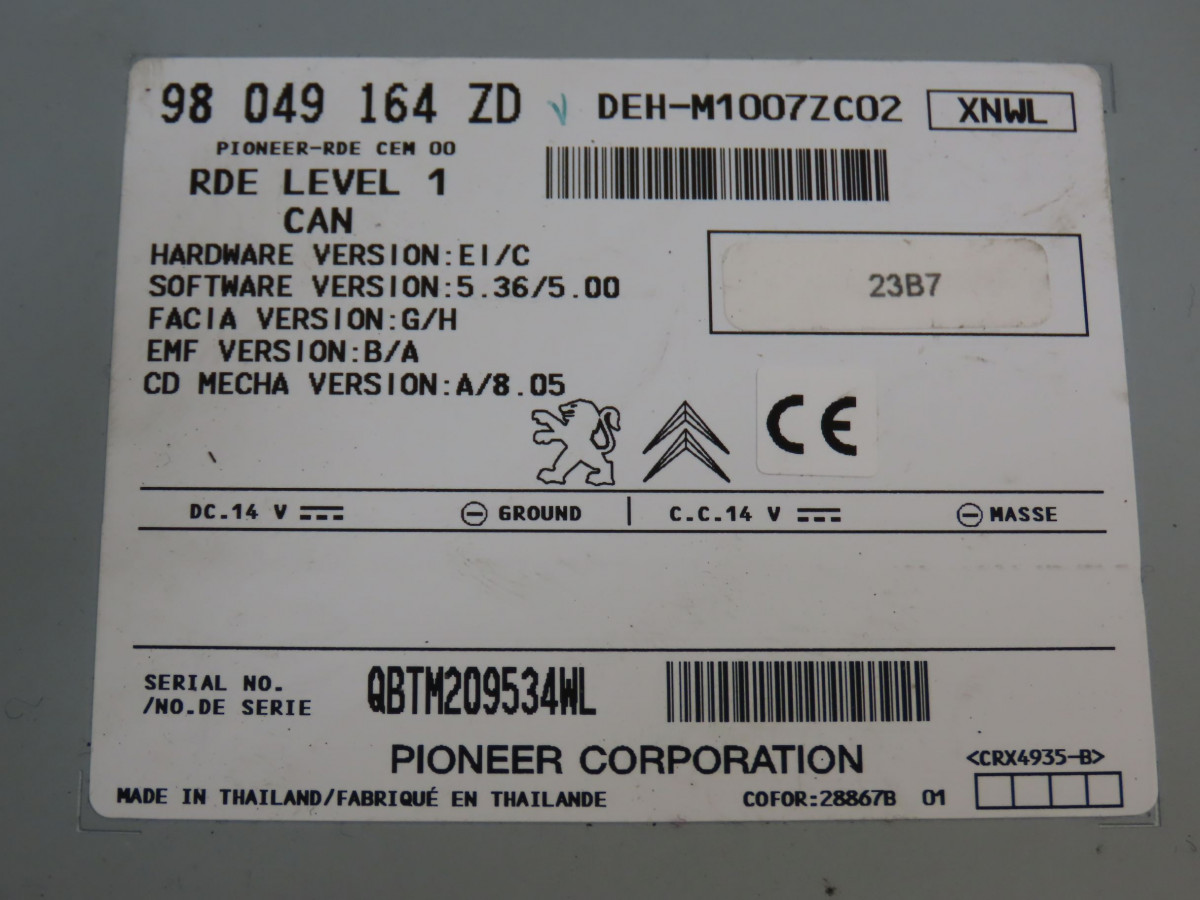 98 049 164 ZD DEH-M1007ZC02 XNWL
PIONEER-RDE CEM 00
RDE LEVEL 1
CAN
HARDWARE VERSION:EI/C
SOFTWARE VERSION:5.36/5.00
23B7
FACIA VERSION:G/H
EMF VERSION:B/A
CD MECHA VERSION:A/8.05
CE
DC.14 V GROUND C.C.14 V MASSE
SERIAL NO. QBTM209534WL
/NO.DE SERIE
PIONEER CORPORATION <CRX4935-B>
MADE IN THAILAND/FABRIQUÉ EN THAILANDE COFOR:28867B 01